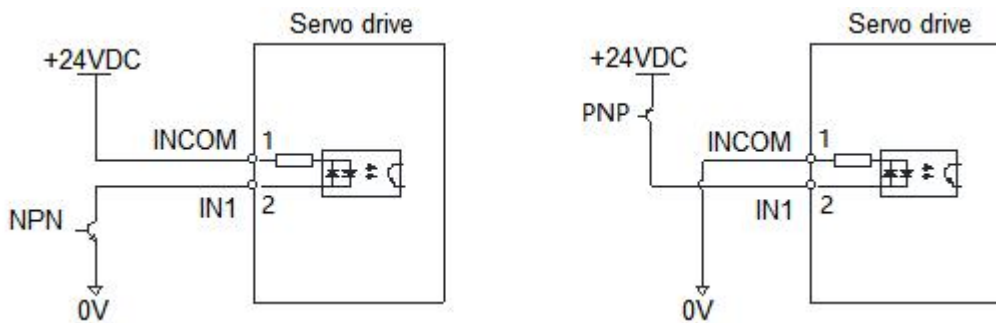 Servo drive
+24VDC
INCOM
1
IN1
2
NPN
0V
Servo drive
+24VDC
PNP
INCOM
1
IN1
2
0V